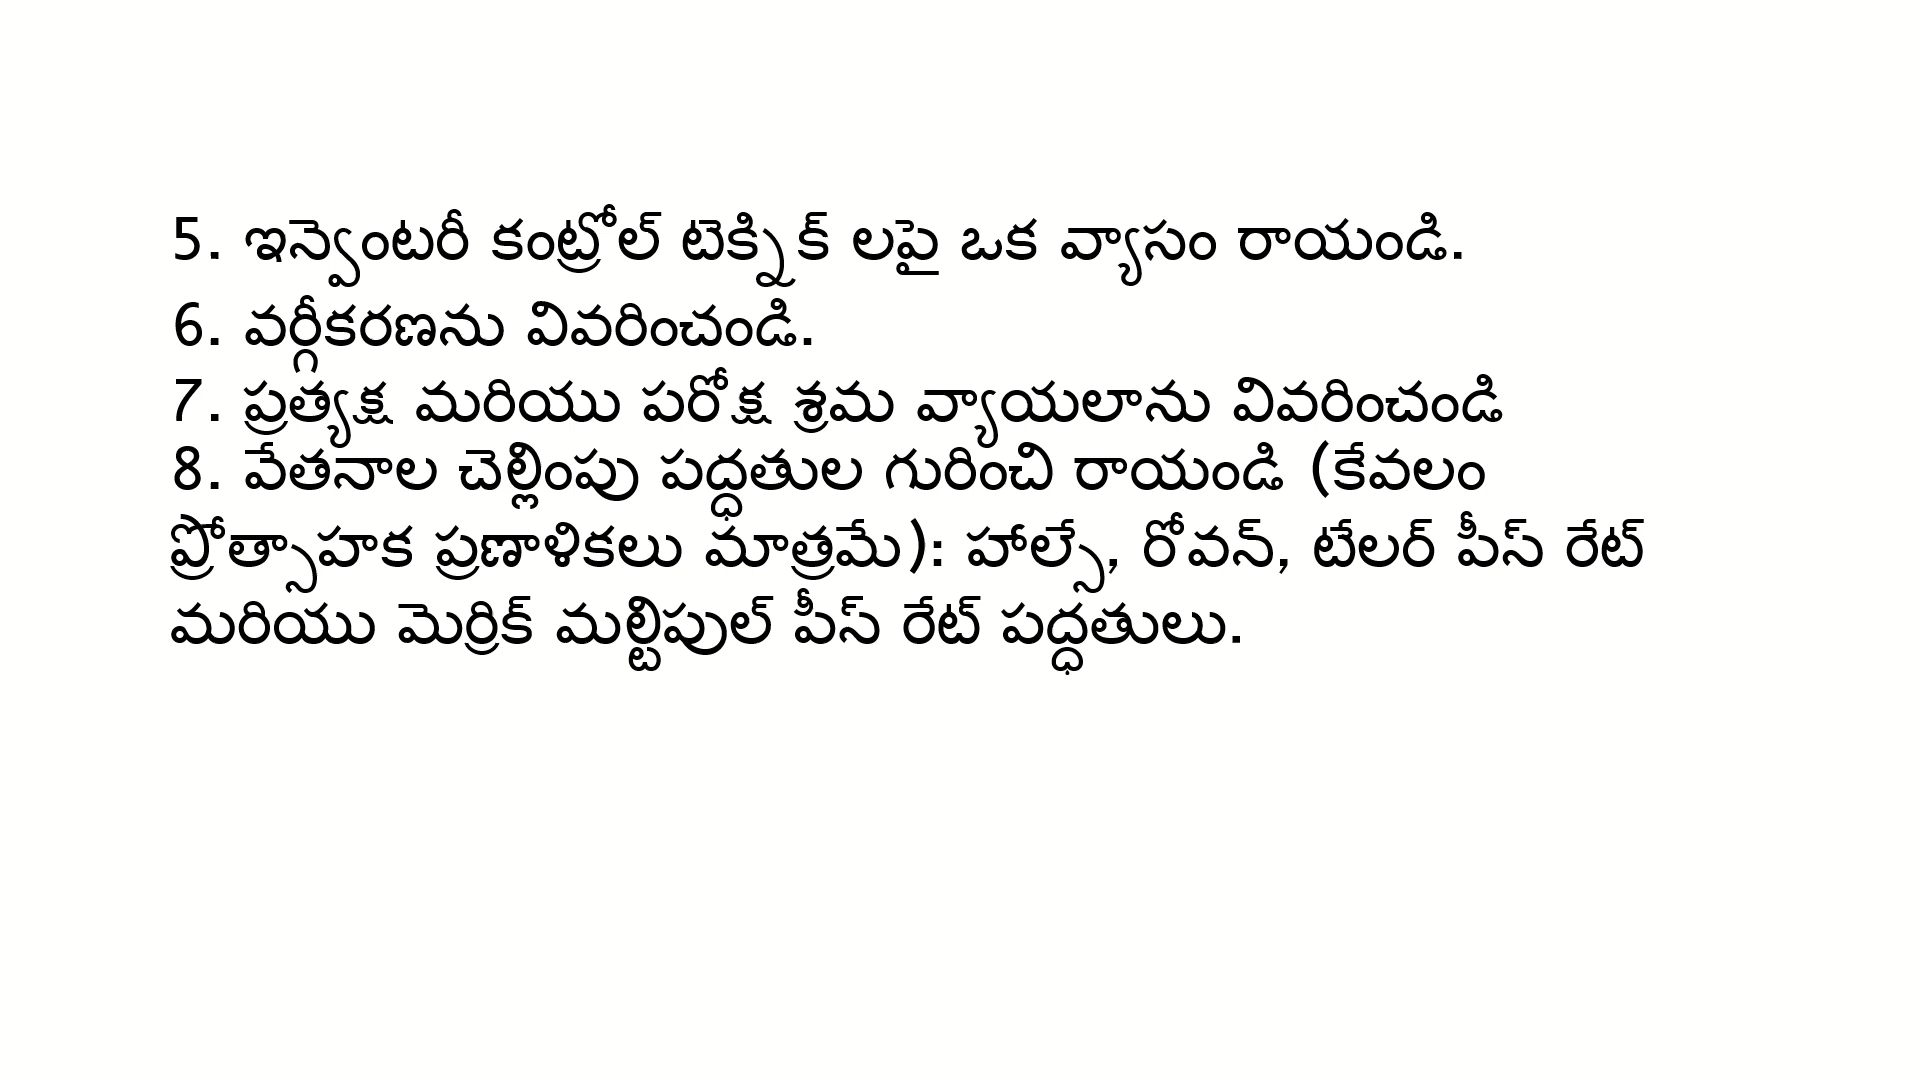 5. ఇన్వెంటరీ కంట్రోల్ టెక్నిక్ లపై ఒక వ్యాసం రాయండి.
6. వర్గీకరణను వివరించండి.
7. ప్రత్యక్ష మరియు పరోక్ష శ్రమ వ్యాయలాను వివరించండి
8. వేతనాల చెల్లింపు పద్ధతుల గురించి రాయండి (కేవలం
ప్రోత్సాహక ప్రణాళికలు మాత్రమే): హాల్సే, రోవన్, టేలర్ పీస్ రేట్
మరియు మెర్రిక్ మల్టిపుల్ పీస్ రేట్ పద్ధతులు.